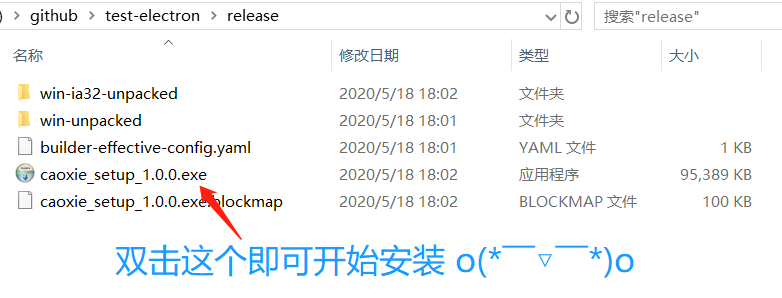 ) › github › test-electron › release 搜索"release"
名称 修改日期 类型 大小
win-ia32-unpacked 2020/5/18 18:02 文件夹
win-unpacked 2020/5/18 18:01 文件夹
builder-effective-config.yaml 2020/5/18 18:01 YAML 文件 1 KB
caoxie_setup_1.0.0.exe 2020/5/18 18:02 应用程序 95,389 KB
caoxie_setup_1.0.0.exe.blockmap 2020/5/18 18:02 BLOCKMAP 文件 100 KB
双击这个即可开始安装 o(*￣▽￣*)o